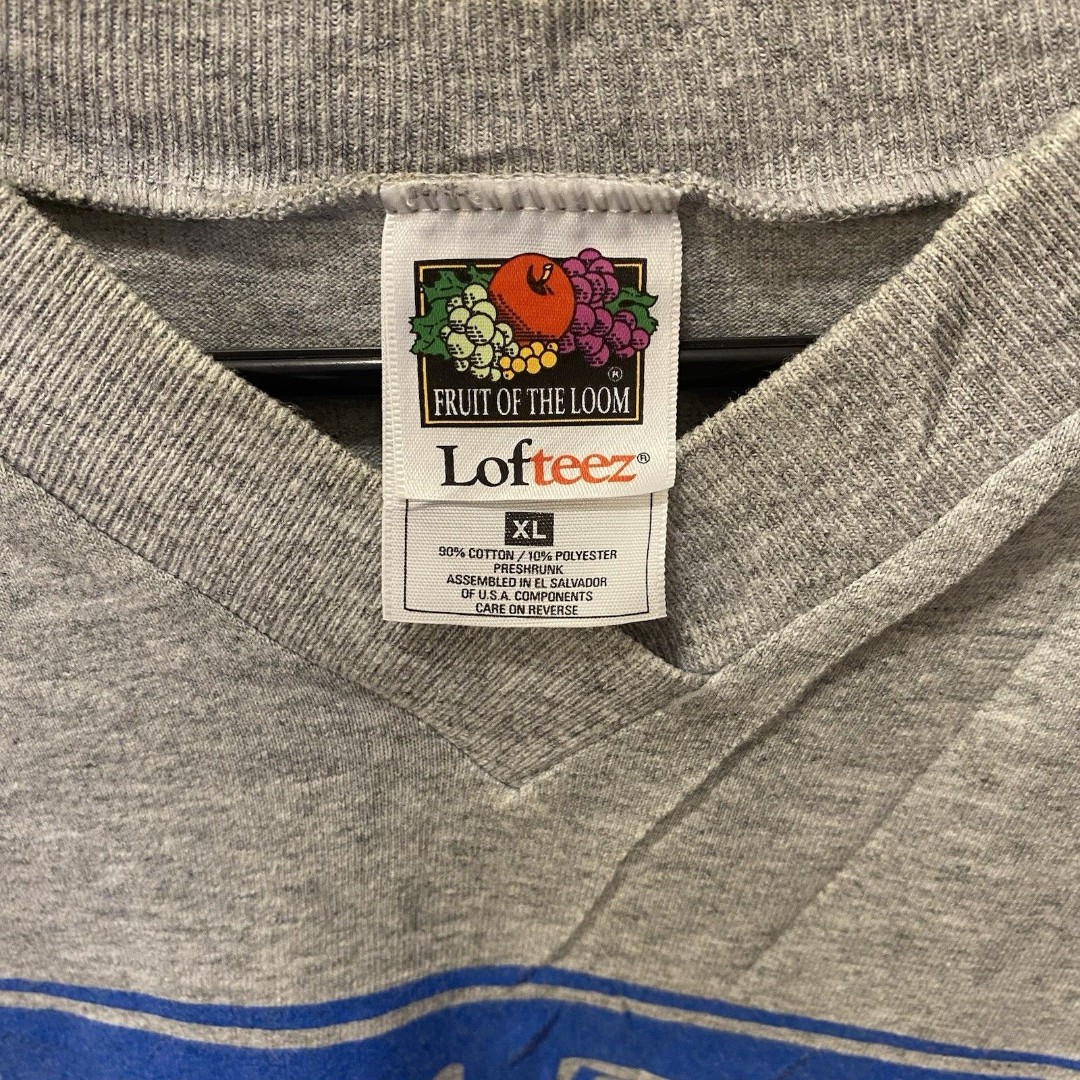 FRUIT OF THE LOOM
®
Lofteez®
XL
90% COTTON / 10% POLYESTER
PRESHRUNK
ASSEMBLED IN EL SALVADOR
OF U.S.A. COMPONENTS
CARE ON REVERSE